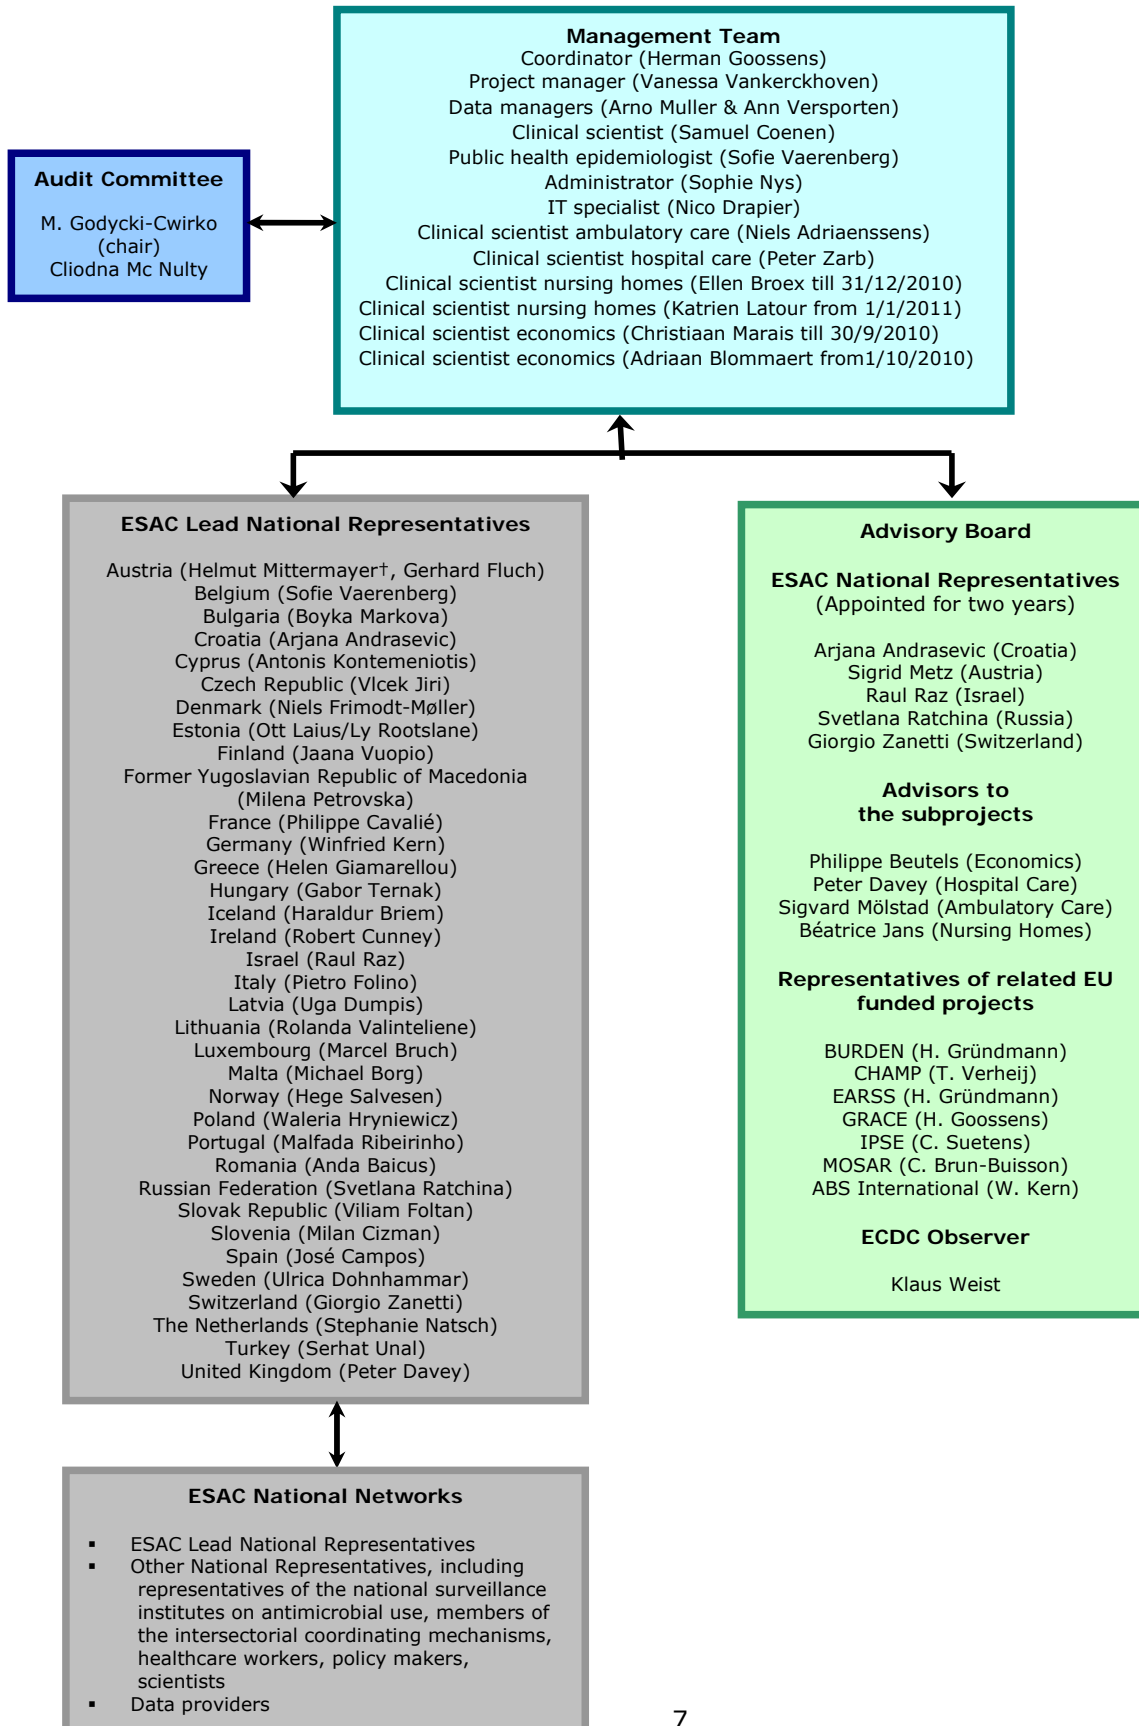 Management Team
Coordinator (Herman Goossens)
Project manager (Vanessa Vankerckhoven)
Data managers (Arno Muller & Ann Versporten)
Clinical scientist (Samuel Coenen)
Public health epidemiologist (Sofie Vaerenberg)
Administrator (Sophie Nys)
IT specialist (Nico Drapier)
Clinical scientist ambulatory care (Niels Adriaenssens)
Clinical scientist hospital care (Peter Zarb)
Clinical scientist nursing homes (Ellen Broex till 31/12/2010)
Clinical scientist nursing homes (Katrien Latour from 1/1/2011)
Clinical scientist economics (Christiaan Marais till 30/9/2010)
Clinical scientist economics (Adriaan Blommaert from1/10/2010)
Audit Committee
M. Godycki-Cwirko
(chair)
Cliodna Mc Nulty
ESAC Lead National Representatives
Austria (Helmut Mittermayer†, Gerhard Fluch)
Belgium (Sofie Vaerenberg)
Bulgaria (Boyka Markova)
Croatia (Arjana Andrasevic)
Cyprus (Antonis Kontemeniotis)
Czech Republic (Vlcek Jiri)
Denmark (Niels Frimodt-Møller)
Estonia (Ott Laius/Ly Rootslane)
Finland (Jaana Vuopio)
Former Yugoslavian Republic of Macedonia
(Milena Petrovska)
France (Philippe Cavalié)
Germany (Winfried Kern)
Greece (Helen Giamarellou)
Hungary (Gabor Ternak)
Iceland (Haraldur Briem)
Ireland (Robert Cunney)
Israel (Raul Raz)
Italy (Pietro Folino)
Latvia (Uga Dumpis)
Lithuania (Rolanda Valinteliene)
Luxembourg (Marcel Bruch)
Malta (Michael Borg)
Norway (Hege Salvesen)
Poland (Waleria Hryniewicz)
Portugal (Malfada Ribeirinho)
Romania (Anda Baicus)
Russian Federation (Svetlana Ratchina)
Slovak Republic (Viliam Foltan)
Slovenia (Milan Cizman)
Spain (José Campos)
Sweden (Ulrica Dohnhammar)
Switzerland (Giorgio Zanetti)
The Netherlands (Stephanie Natsch)
Turkey (Serhat Unal)
United Kingdom (Peter Davey)
Advisory Board
ESAC National Representatives
(Appointed for two years)
Arjana Andrasevic (Croatia)
Sigrid Metz (Austria)
Raul Raz (Israel)
Svetlana Ratchina (Russia)
Giorgio Zanetti (Switzerland)
Advisors to
the subprojects
Philippe Beutels (Economics)
Peter Davey (Hospital Care)
Sigvard Mölstad (Ambulatory Care)
Béatrice Jans (Nursing Homes)
Representatives of related EU
funded projects
BURDEN (H. Gründmann)
CHAMP (T. Verheij)
EARSS (H. Gründmann)
GRACE (H. Goossens)
IPSE (C. Suetens)
MOSAR (C. Brun-Buisson)
ABS International (W. Kern)
ECDC Observer
Klaus Weist
ESAC National Networks
▪ ESAC Lead National Representatives
▪ Other National Representatives, including
representatives of the national surveillance
institutes on antimicrobial use, members of
the intersectorial coordinating mechanisms,
healthcare workers, policy makers,
scientists
▪ Data providers
7